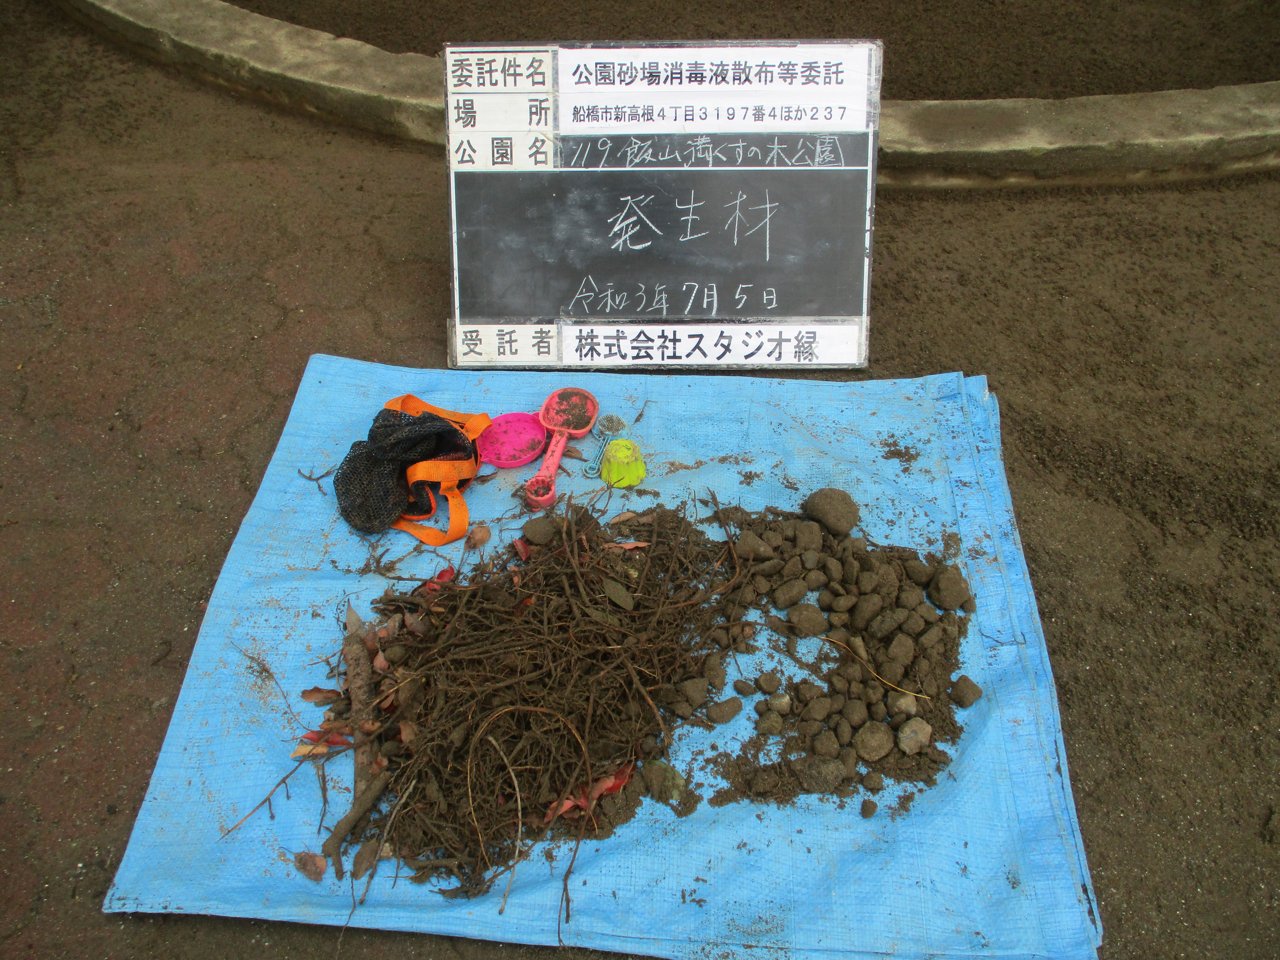 委託件名 公園砂場消毒液散布等委託
場所 船橋市新高根4丁目3197番4ほか237
公園名 119 飯山満くすの木公園
発生材
令和3年7月5日
受託者 株式会社スタジオ縁